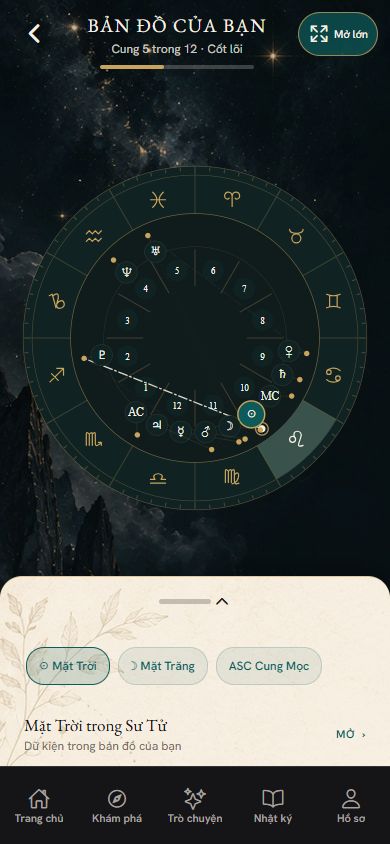 BẢN ĐỒ CỦA BẠN
Cung 5 trong 12 · Cốt lõi
Mở lớn
♓ ♈
♒ ♉
♅
♆ 5 6
4 7
♑ ♊
3 8
♇ 2 9 ♀
♄
♐ ♋
1 10
MC
AC 12 11 ☉
♃ ☿ ♂ ☽
♏ ♌
♎ ♍
☉ Mặt Trời
☽ Mặt Trăng
ASC Cung Mọc
Mặt Trời trong Sư Tử
MỞ ›
Dữ kiện trong bản đồ của bạn
Trang chủ
Khám phá
Trò chuyện
Nhật ký
Hồ sơ